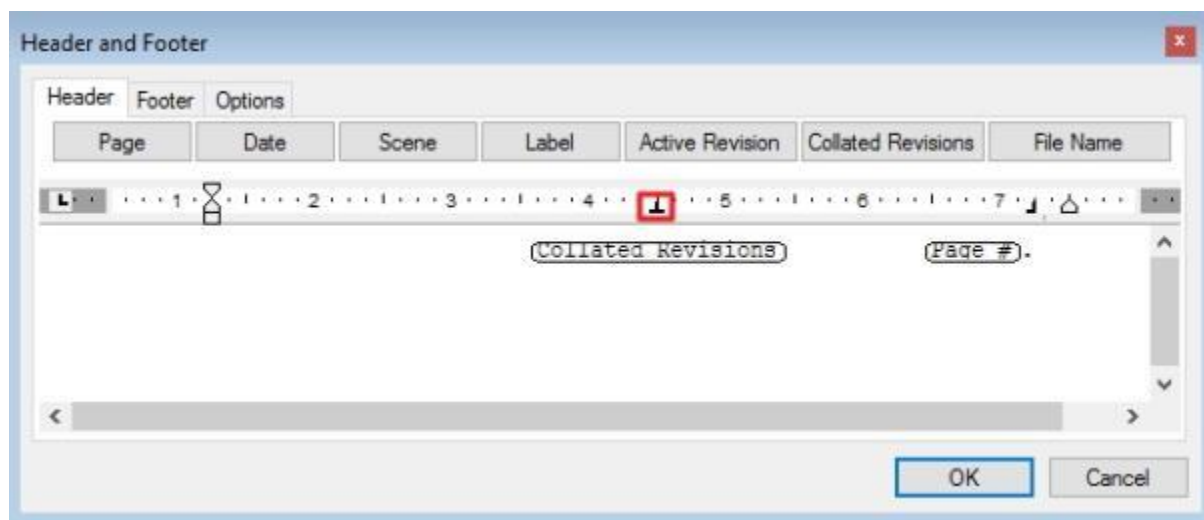 Header and Footer
Header Footer Options
Page Date Scene Label Active Revision Collated Revisions File Name
1 2 3 4 5 6 7
Collated Revisions Page #.
OK Cancel